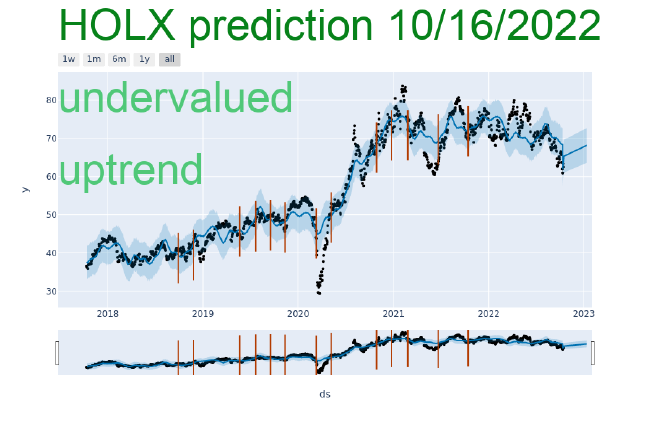 HOLX prediction 10/16/2022
1w 1m 6m 1y all
undervalued
uptrend
80
70
60
50
40
30
y
2018 2019 2020 2021 2022 2023
ds